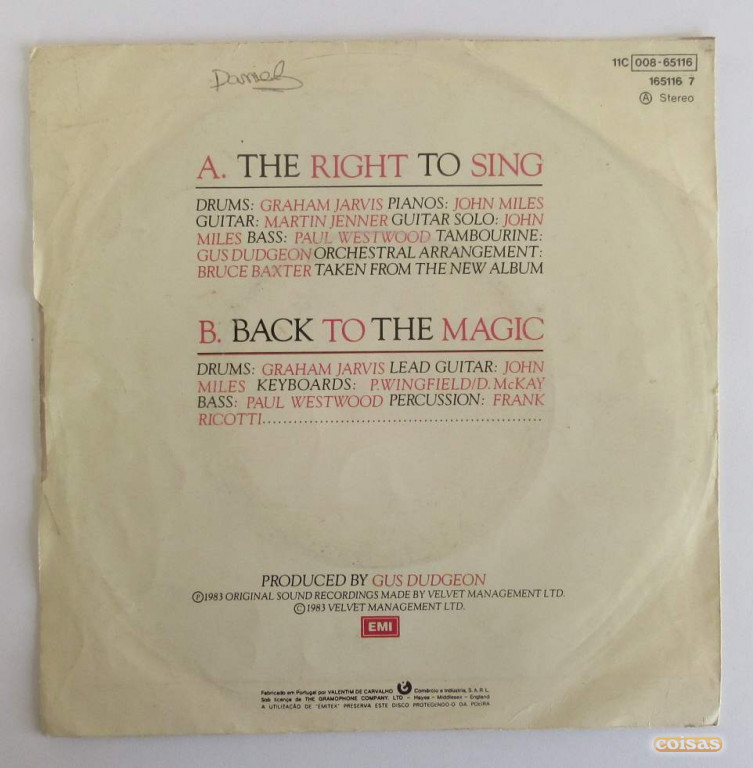 Daniel
11C 008-65116
165116 7
Ⓐ Stereo
A. THE RIGHT TO SING
DRUMS: GRAHAM JARVIS PIANOS: JOHN MILES
GUITAR: MARTIN JENNER GUITAR SOLO: JOHN
MILES BASS: PAUL WESTWOOD TAMBOURINE:
GUS DUDGEON ORCHESTRAL ARRANGEMENT:
BRUCE BAXTER TAKEN FROM THE NEW ALBUM
B. BACK TO THE MAGIC
DRUMS: GRAHAM JARVIS LEAD GUITAR: JOHN
MILES KEYBOARDS: P.WINGFIELD/D. McKAY
BASS: PAUL WESTWOOD PERCUSSION: FRANK
RICOTTI......................................................
PRODUCED BY GUS DUDGEON
Ⓟ1983 ORIGINAL SOUND RECORDINGS MADE BY VELVET MANAGEMENT LTD.
©1983 VELVET MANAGEMENT LTD.
EMI
Fabricado em Portugal por VALENTIM DE CARVALHO Comércio e Indústria, S.A.R.L.
Sob licença de THE GRAMOPHONE COMPANY, LTD - Hayes - Middlesex - England
A UTILIZAÇÃO DE "EMITEX" PRESERVA ESTE DISCO PROTEGENDO-O DA POEIRA
coisas